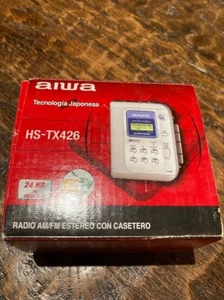 aiwa
Tecnología Japonesa
HS-TX426
24 HR
RADIO AM/FM ESTEREO CON CASETERO